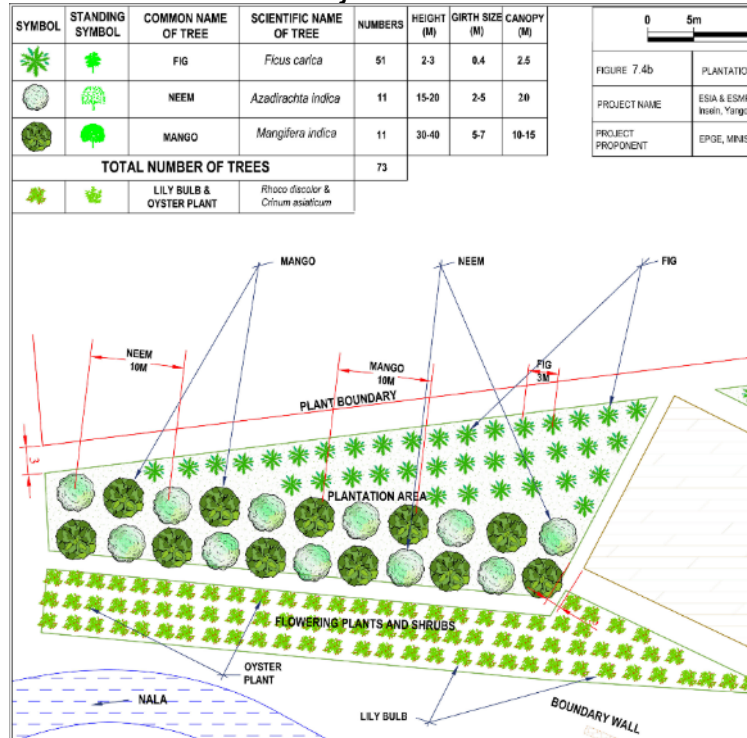 SYMBOL STANDING SYMBOL COMMON NAME OF TREE SCIENTIFIC NAME OF TREE NUMBERS HEIGHT (M) GIRTH SIZE (M) CANOPY (M)
FIG Ficus carica 51 2-3 0.4 2.5
NEEM Azadirachta indica 11 15-20 2-5 20
MANGO Mangifera indica 11 30-40 5-7 10-15
TOTAL NUMBER OF TREES 73
LILY BULB & OYSTER PLANT Rhoco discolor & Crinum asiaticum
0 5m
FIGURE 7.4b PLANTATIO
PROJECT NAME ESIA & ESMP
Insein, Yango
PROJECT PROPONENT EPGE, MINIS
MANGO
NEEM
FIG
NEEM
10M
MANGO
10M
FIG
3M
PLANT BOUNDARY
PLANTATION AREA
FLOWERING PLANTS AND SHRUBS
OYSTER
PLANT
NALA
LILY BULB
BOUNDARY WALL